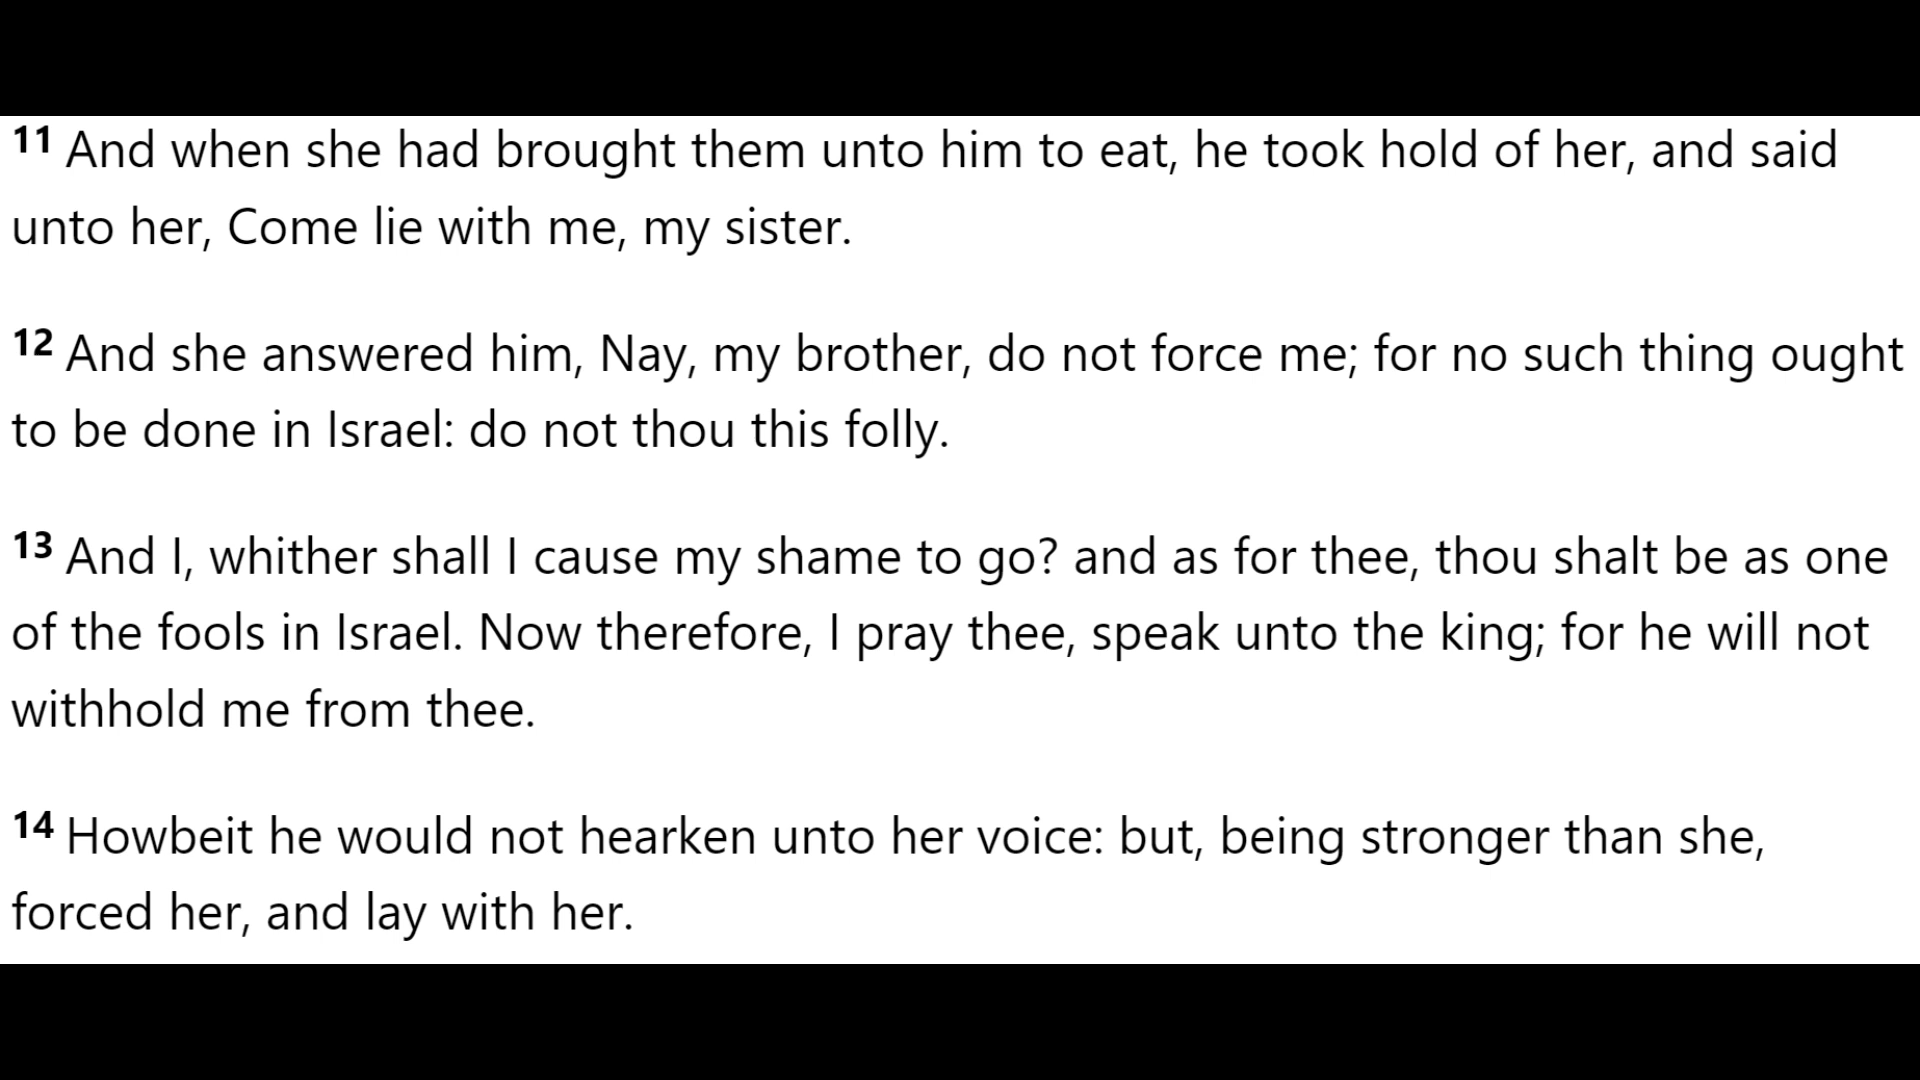 11 And when she had brought them unto him to eat, he took hold of her, and said
unto her, Come lie with me, my sister.
12 And she answered him, Nay, my brother, do not force me; for no such thing ought
to be done in Israel: do not thou this folly.
13 And I, whither shall I cause my shame to go? and as for thee, thou shalt be as one
of the fools in Israel. Now therefore, I pray thee, speak unto the king; for he will not
withhold me from thee.
14 Howbeit he would not hearken unto her voice: but, being stronger than she,
forced her, and lay with her.